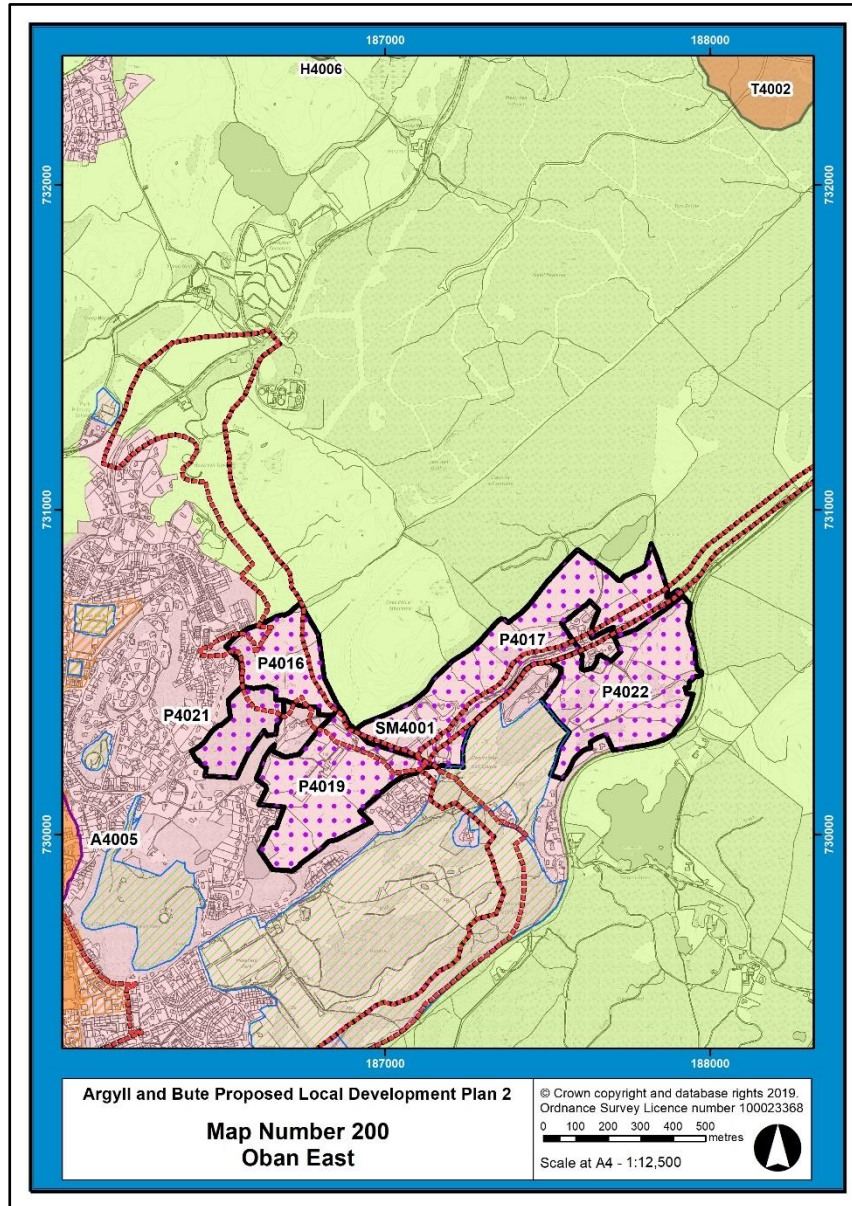 187000
188000
H4006
T4002
732000
732000
731000
731000
P4017
P4016
P4022
P4021
SM4001
P4019
730000
A4005
730000
187000
188000
Argyll and Bute Proposed Local Development Plan 2
Map Number 200
Oban East
© Crown copyright and database rights 2019.
Ordnance Survey Licence number 100023368
0 100 200 300 400 500
metres
Scale at A4 - 1:12,500